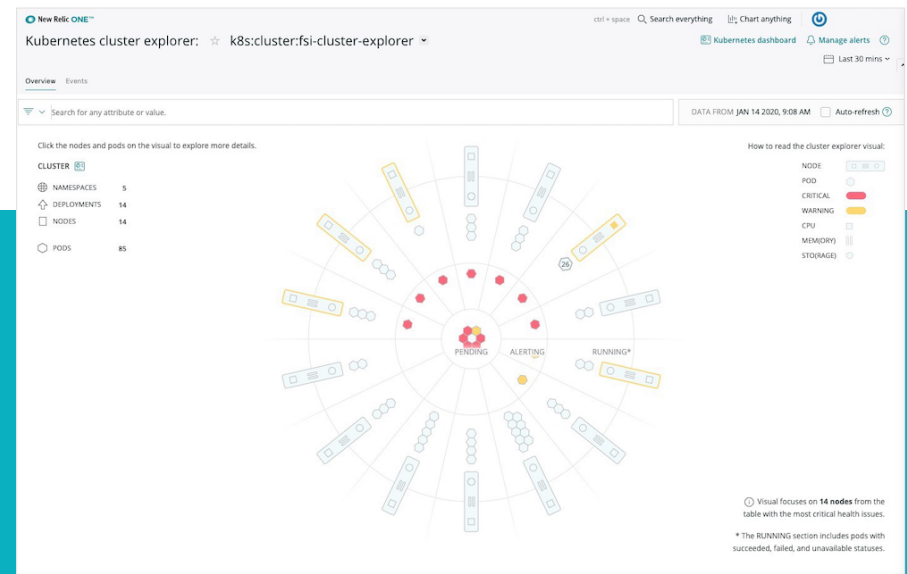 New Relic ONE™
ctrl + space Search everything Chart anything
Kubernetes cluster explorer: ☆ k8s:cluster:fsi-cluster-explorer
Kubernetes dashboard Manage alerts ?
Last 30 mins
Overview Events
Search for any attribute or value.
DATA FROM JAN 14 2020, 9:08 AM Auto-refresh ?
Click the nodes and pods on the visual to explore more details.
CLUSTER
NAMESPACES 5
DEPLOYMENTS 14
NODES 14
PODS 85
How to read the cluster explorer visual:
NODE
POD
CRITICAL
WARNING
CPU
MEM(ORY)
STO(RAGE)
26
PENDING ALERTING RUNNING*
Visual focuses on 14 nodes from the
table with the most critical health issues.
* The RUNNING section includes pods with
succeeded, failed, and unavailable statuses.